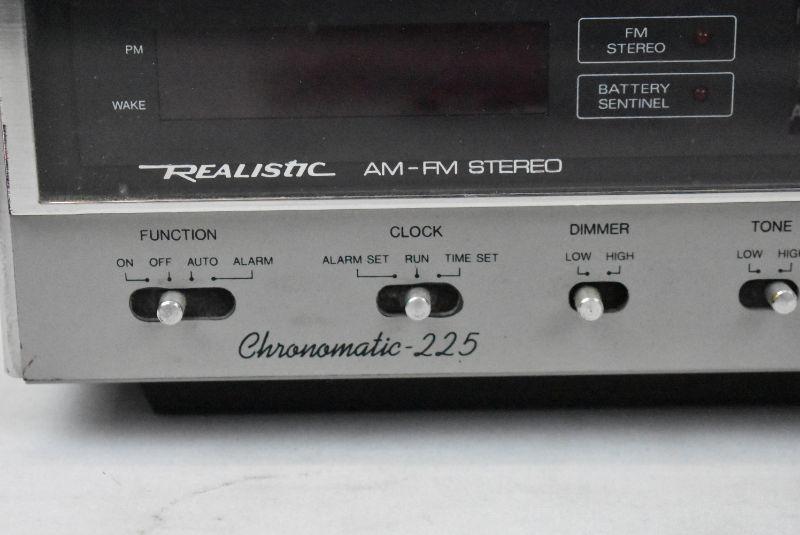 PM
WAKE
FM
STEREO
BATTERY
SENTINEL
REALISTIC AM-FM STEREO
FUNCTION
ON OFF AUTO ALARM
CLOCK
ALARM SET RUN TIME SET
DIMMER
LOW HIGH
TONE
LOW HIGH
Chronomatic-225